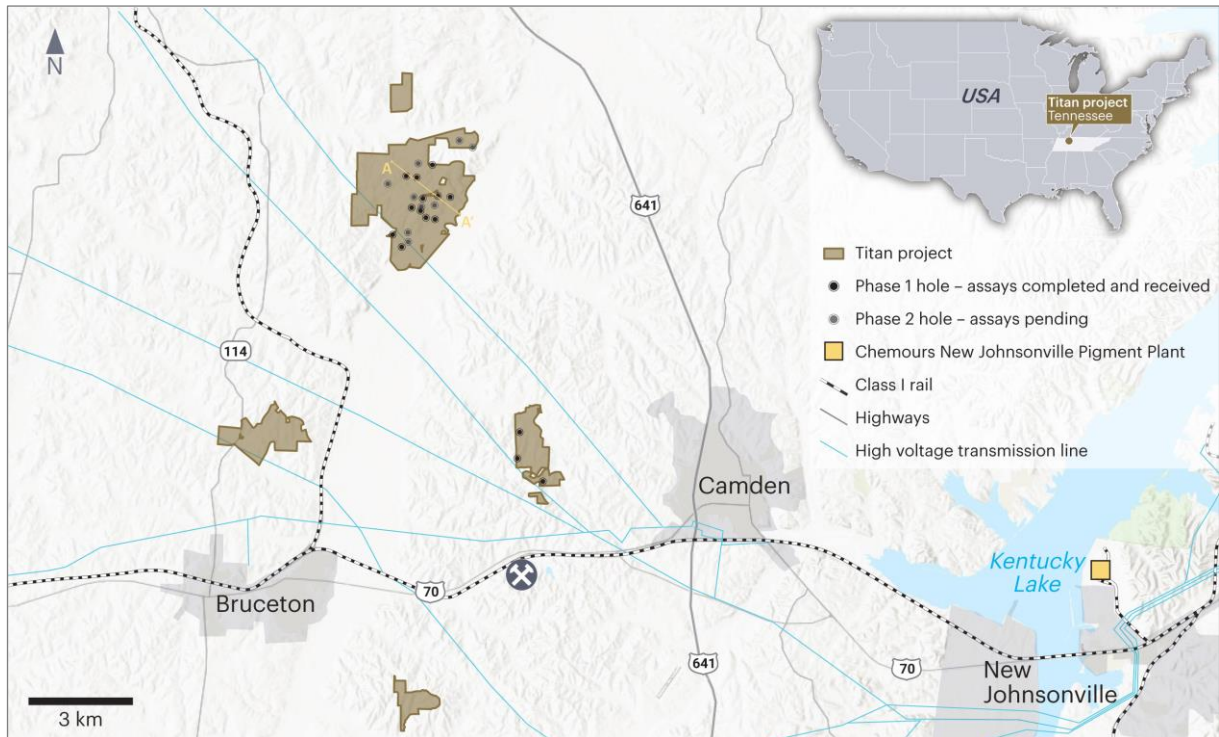 N
USA
Titan project
Tennessee
A
A'
641
Titan project
Phase 1 hole – assays completed and received
Phase 2 hole – assays pending
Chemours New Johnsonville Pigment Plant
Class I rail
Highways
High voltage transmission line
114
Camden
Kentucky
Lake
Bruceton
70
641
70
New
Johnsonville
3 km